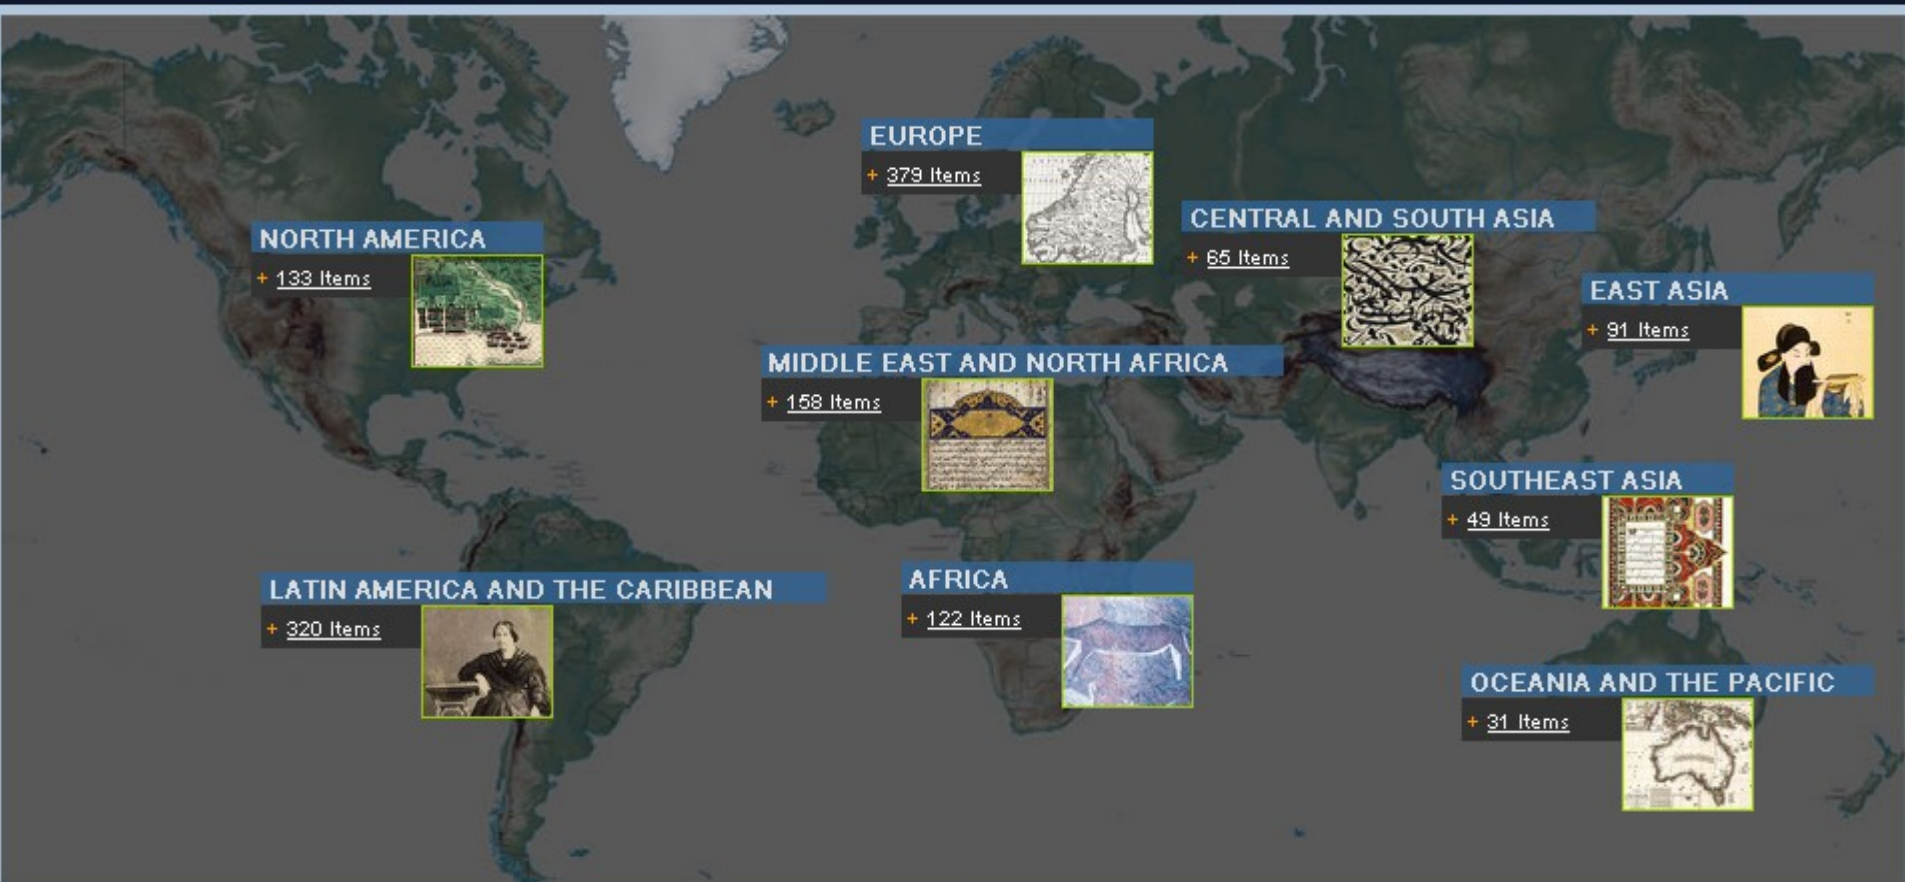 EUROPE
+ 379 Items
CENTRAL AND SOUTH ASIA
+ 65 Items
NORTH AMERICA
+ 133 Items
EAST ASIA
+ 91 Items
MIDDLE EAST AND NORTH AFRICA
+ 158 Items
SOUTHEAST ASIA
+ 49 Items
LATIN AMERICA AND THE CARIBBEAN
+ 320 Items
AFRICA
+ 122 Items
OCEANIA AND THE PACIFIC
+ 31 Items